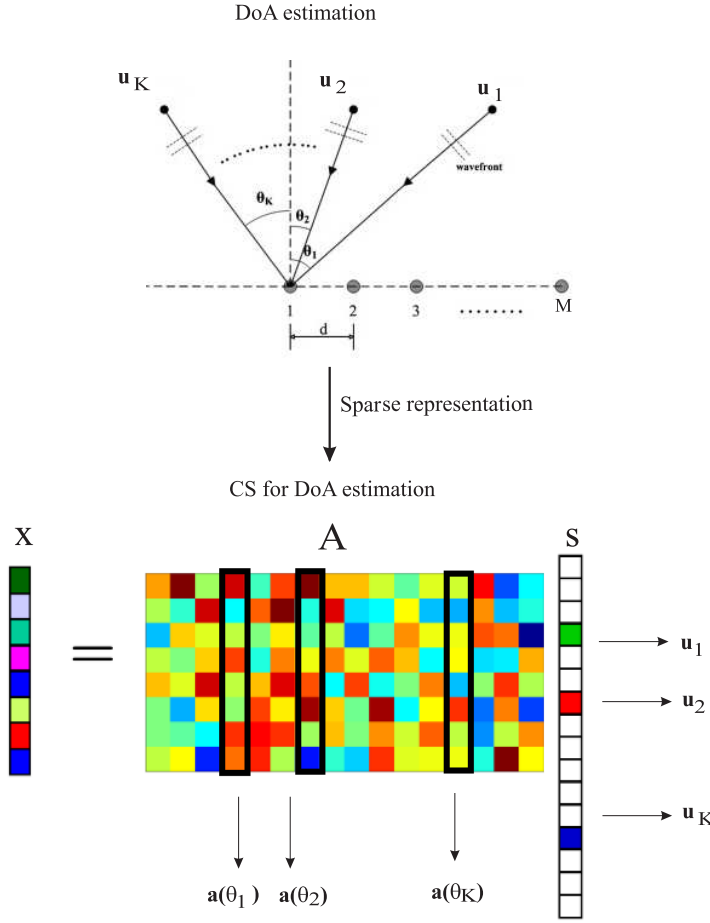 DoA estimation
u K
u 2
u 1
wavefront
θK
θ2
θ1
1 2 3 ........ M
d
Sparse representation
CS for DoA estimation
x = A s
u 1
u 2
u K
a(θ1) a(θ2) a(θK)